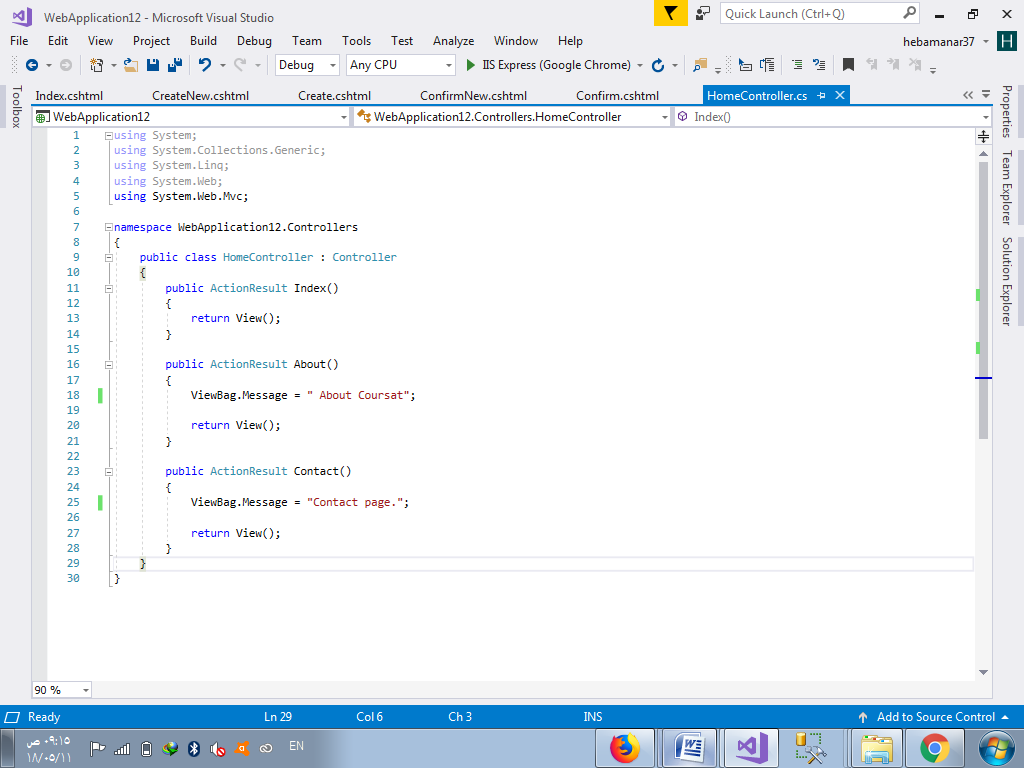 WebApplication12 - Microsoft Visual Studio
Quick Launch (Ctrl+Q)
File Edit View Project Build Debug Team Tools Test Analyze Window Help
hebamanar37 H
Debug Any CPU IIS Express (Google Chrome)
Toolbox
Index.cshtml CreateNew.cshtml Create.cshtml ConfirmNew.cshtml Confirm.cshtml HomeController.cs
WebApplication12 WebApplication12.Controllers.HomeController Index()
Properties
Team Explorer
Solution Explorer
1 using System;
2 using System.Collections.Generic;
3 using System.Linq;
4 using System.Web;
5 using System.Web.Mvc;
6
7 namespace WebApplication12.Controllers
8 {
9 public class HomeController : Controller
10 {
11 public ActionResult Index()
12 {
13 return View();
14 }
15
16 public ActionResult About()
17 {
18 ViewBag.Message = " About Coursat";
19
20 return View();
21 }
22
23 public ActionResult Contact()
24 {
25 ViewBag.Message = "Contact page.";
26
27 return View();
28 }
29 }
30 }
90 %
Ready Ln 29 Col 6 Ch 3 INS Add to Source Control
٠٩:١٥ ص
١٨/٠٥/١١
EN